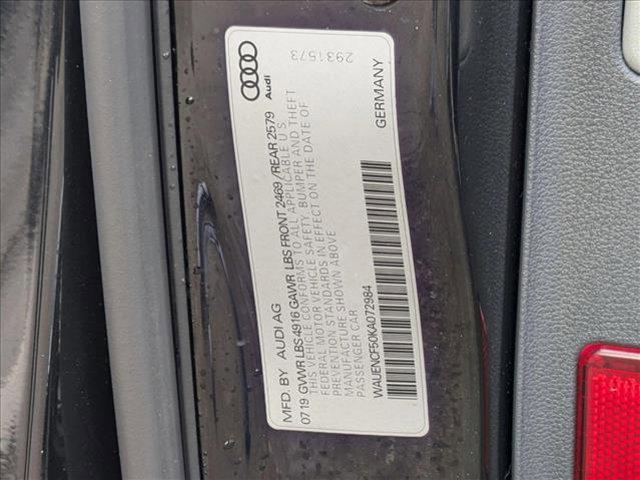 Audi
2931573
MFD. BY AUDI AG
GERMANY
07.19 GVWR LBS 4916 GAWR LBS FRONT 2469 / REAR 2579
THIS VEHICLE CONFORMS TO ALL APPLICABLE U S
FEDERAL MOTOR VEHICLE SAFETY, BUMPER AND THEFT
PREVENTION STANDARDS IN EFFECT ON THE DATE OF
MANUFACTURE SHOWN ABOVE
PASSENGER CAR
WAUENCF50KA072984